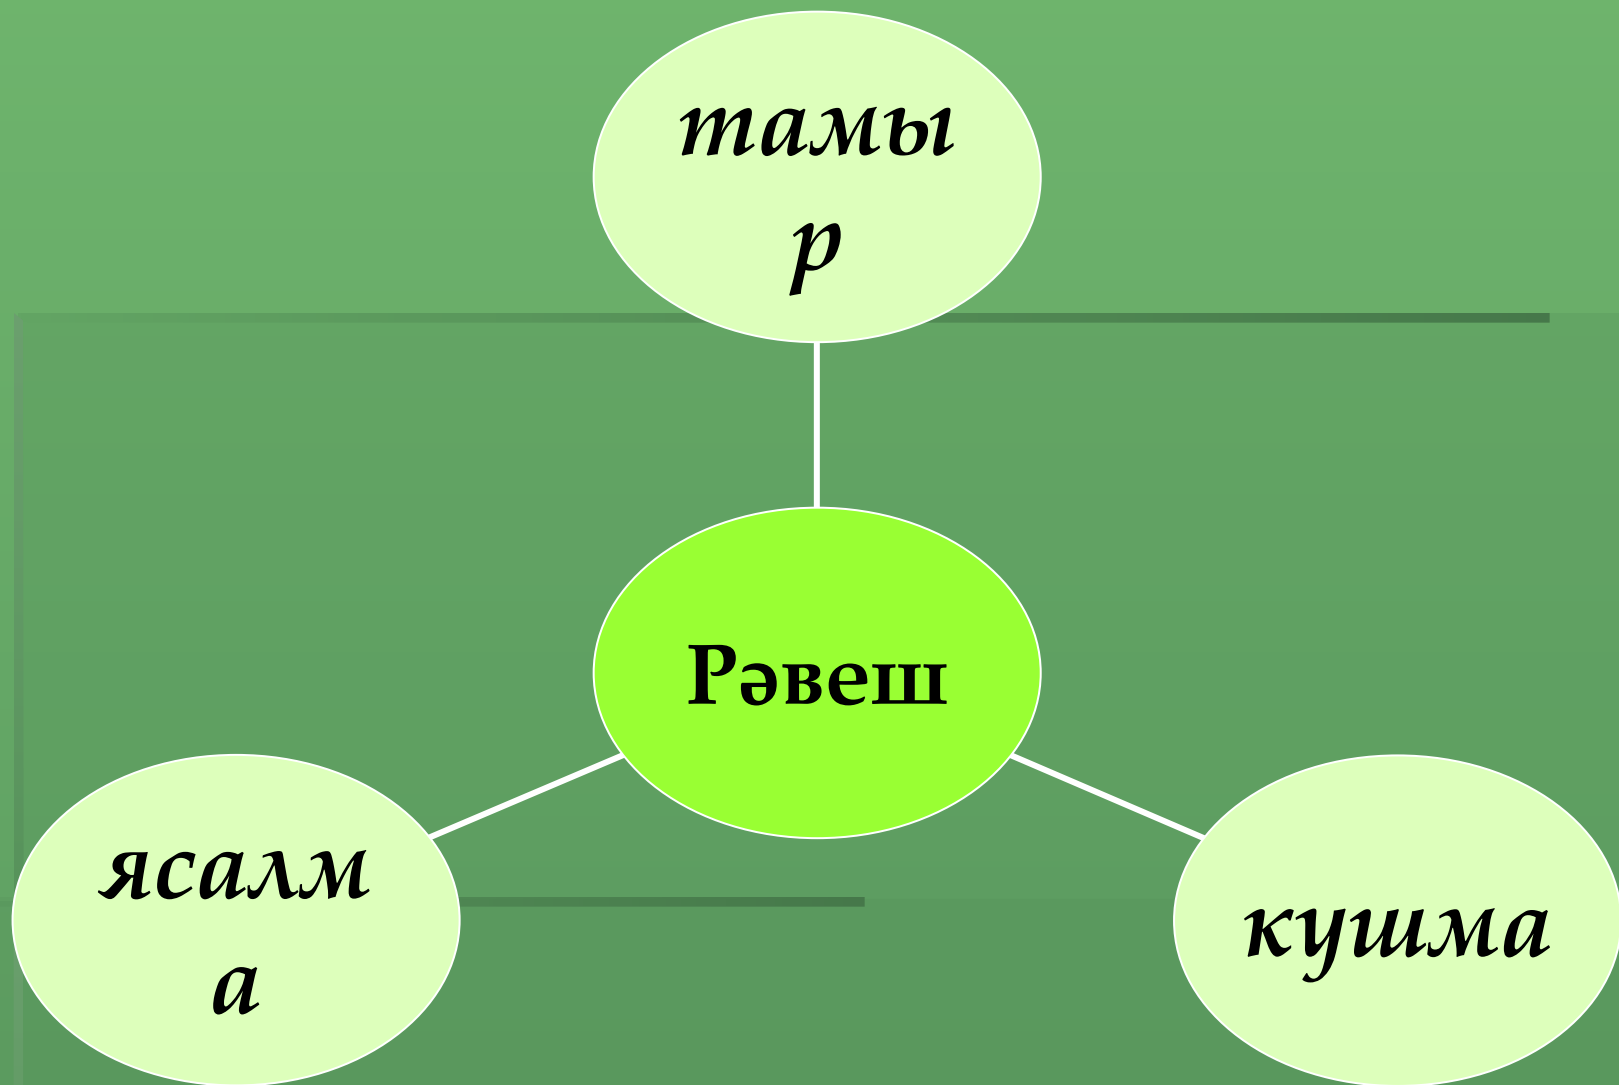 тамы
р
Рәвеш
ясалм
а
кушма